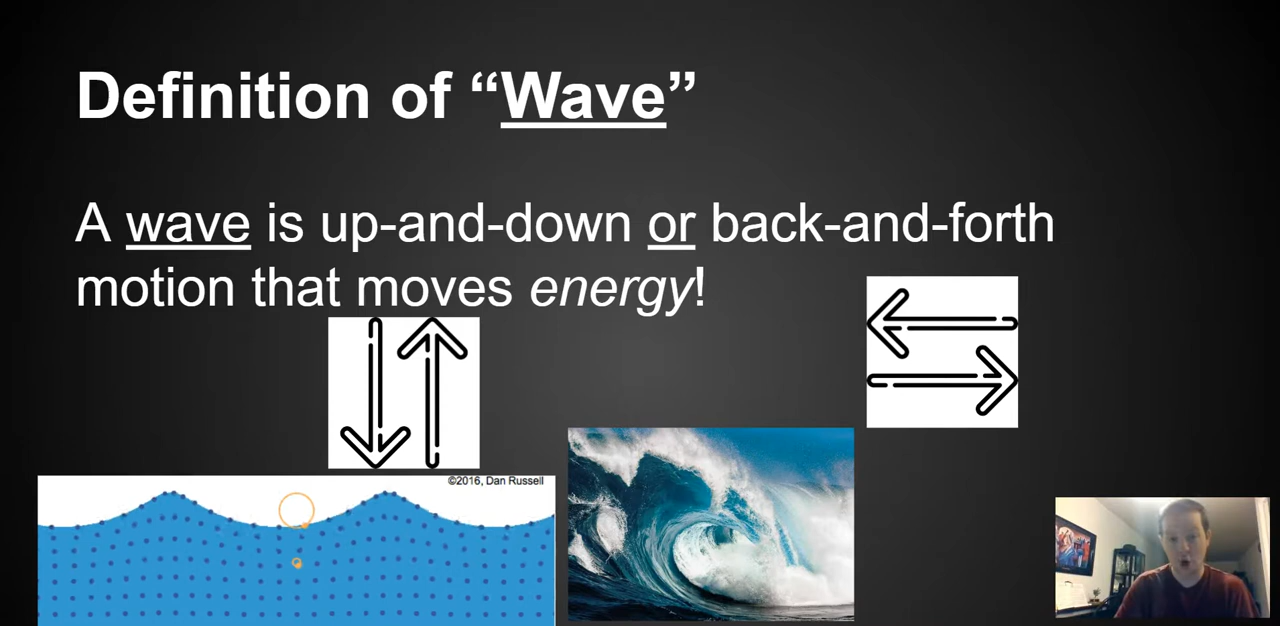 Definition of “Wave”
A wave is up-and-down or back-and-forth
motion that moves energy!
©2016, Dan Russell